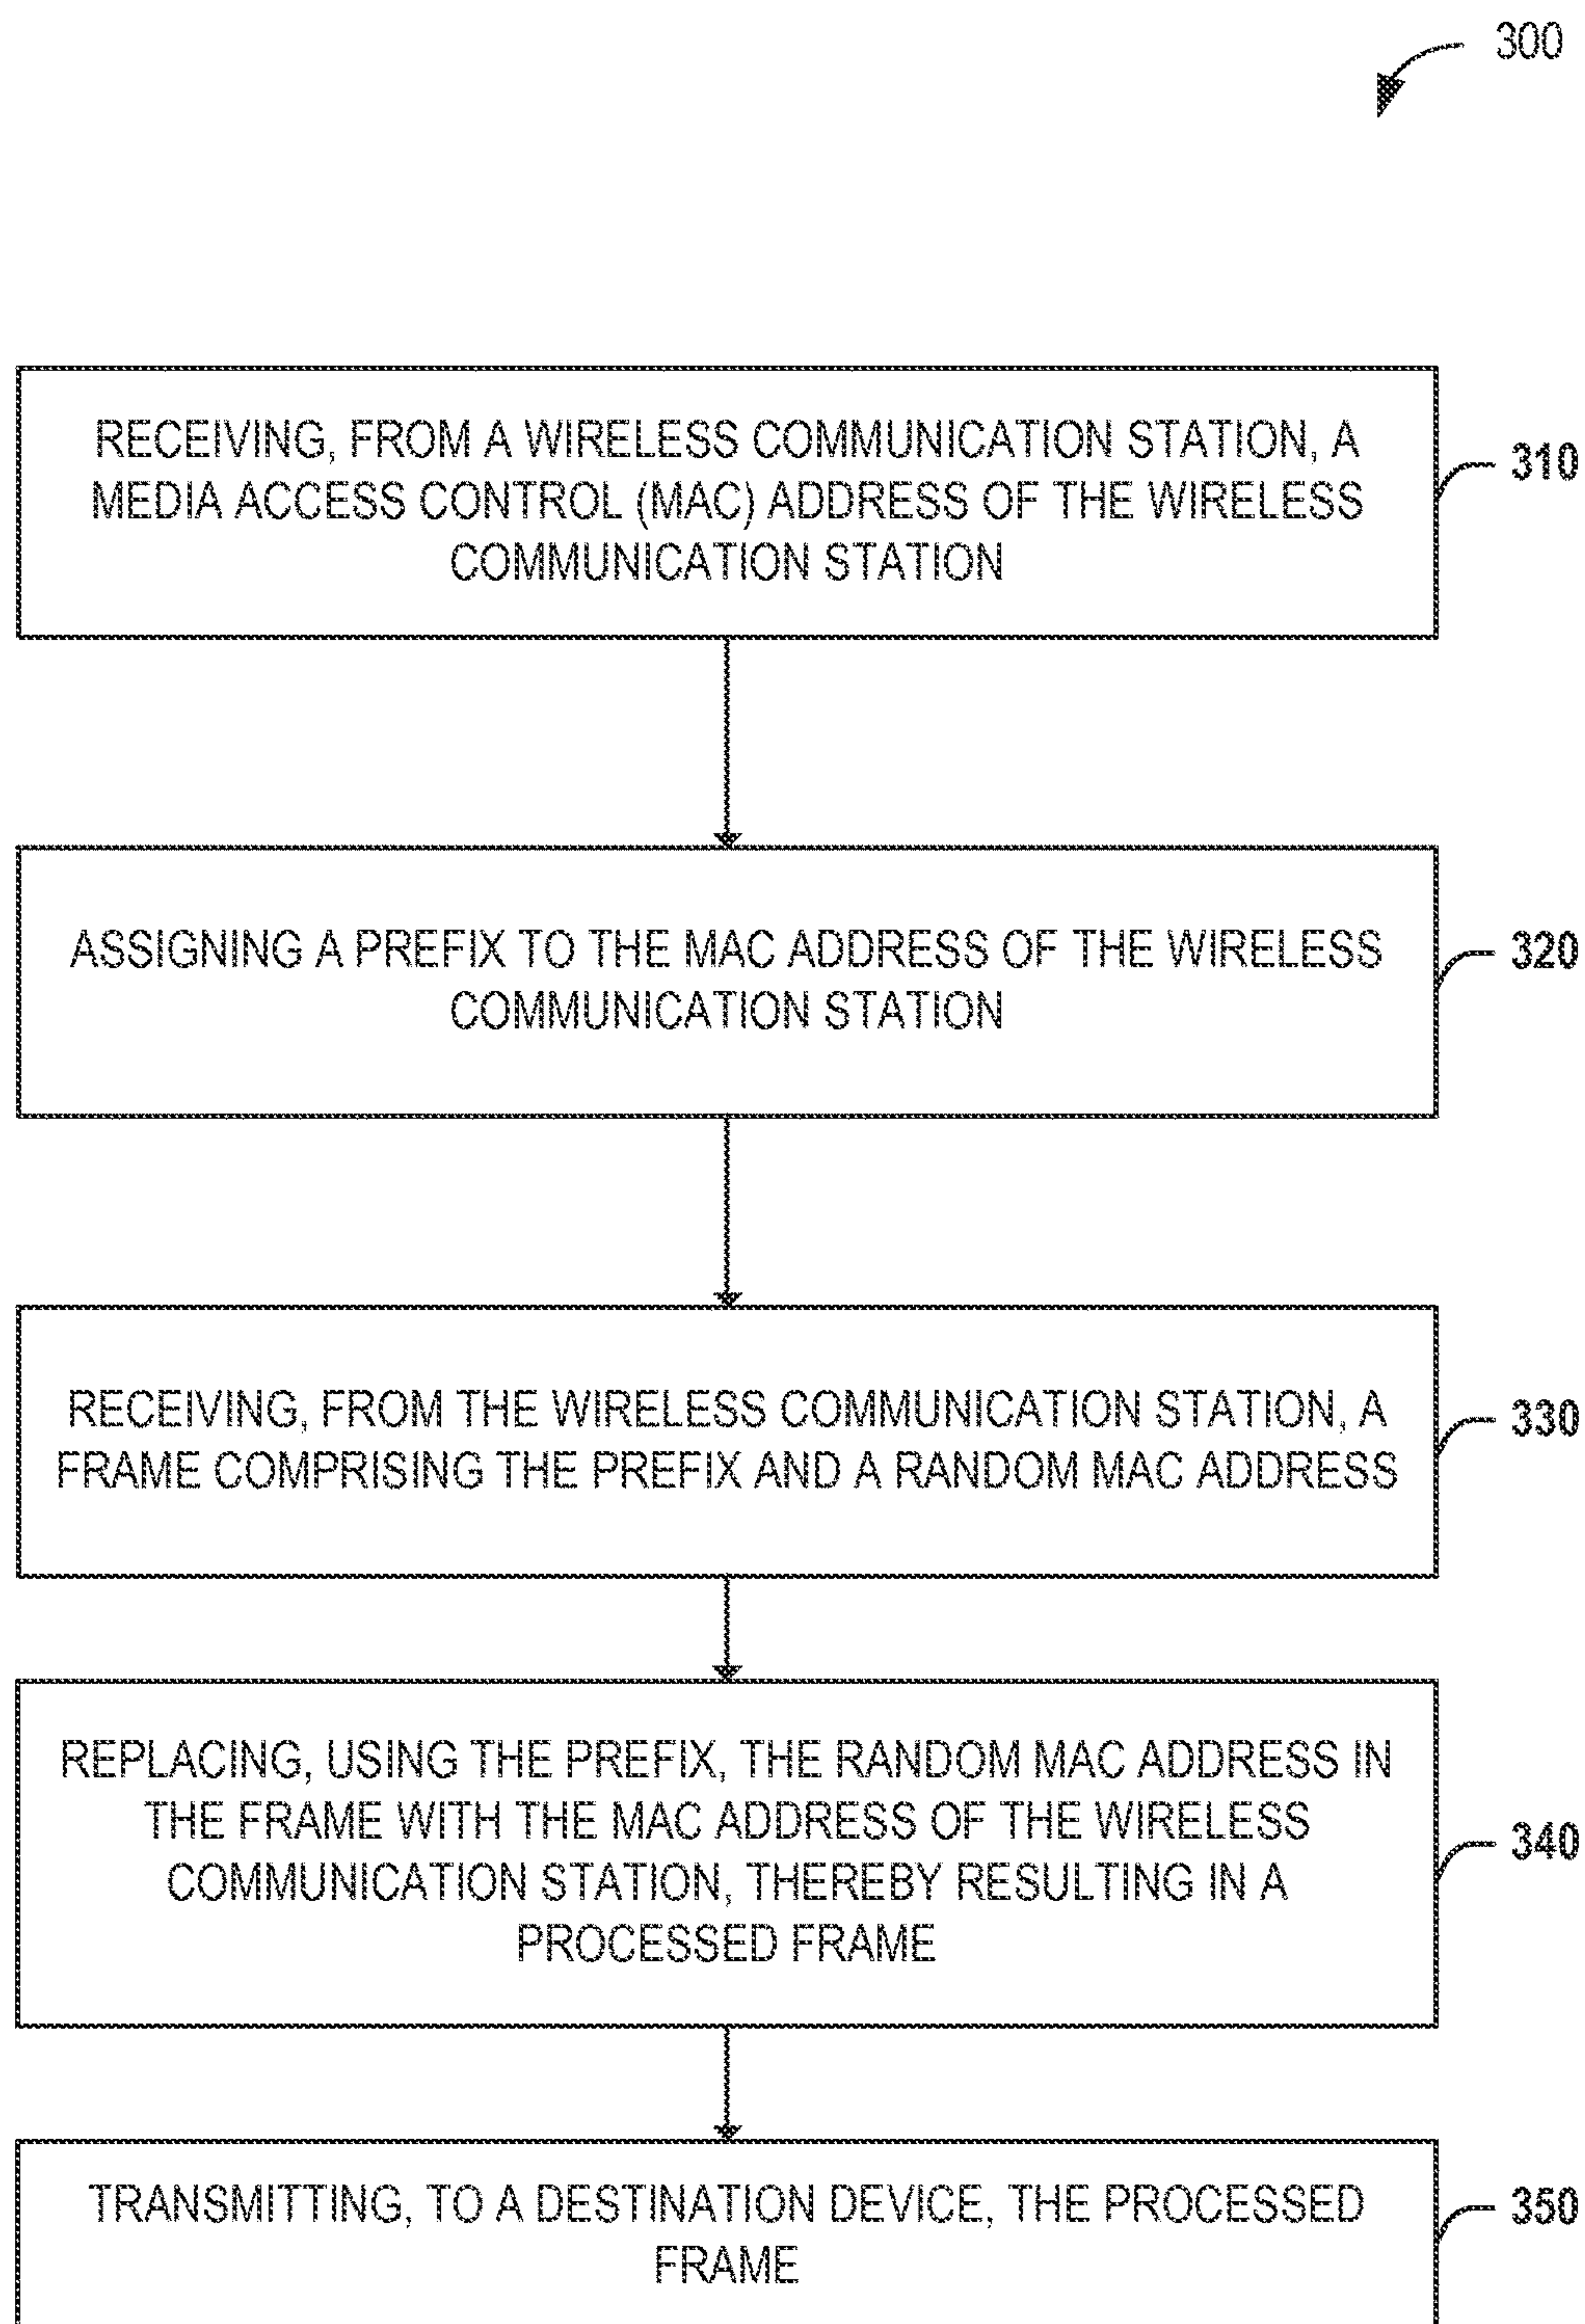 300
RECEIVING, FROM A WIRELESS COMMUNICATION STATION, A
MEDIA ACCESS CONTROL (MAC) ADDRESS OF THE WIRELESS
COMMUNICATION STATION
310
ASSIGNING A PREFIX TO THE MAC ADDRESS OF THE WIRELESS
COMMUNICATION STATION
320
RECEIVING, FROM THE WIRELESS COMMUNICATION STATION, A
FRAME COMPRISING THE PREFIX AND A RANDOM MAC ADDRESS
330
REPLACING, USING THE PREFIX, THE RANDOM MAC ADDRESS IN
THE FRAME WITH THE MAC ADDRESS OF THE WIRELESS
COMMUNICATION STATION, THEREBY RESULTING IN A
PROCESSED FRAME
340
TRANSMITTING, TO A DESTINATION DEVICE, THE PROCESSED
FRAME
350